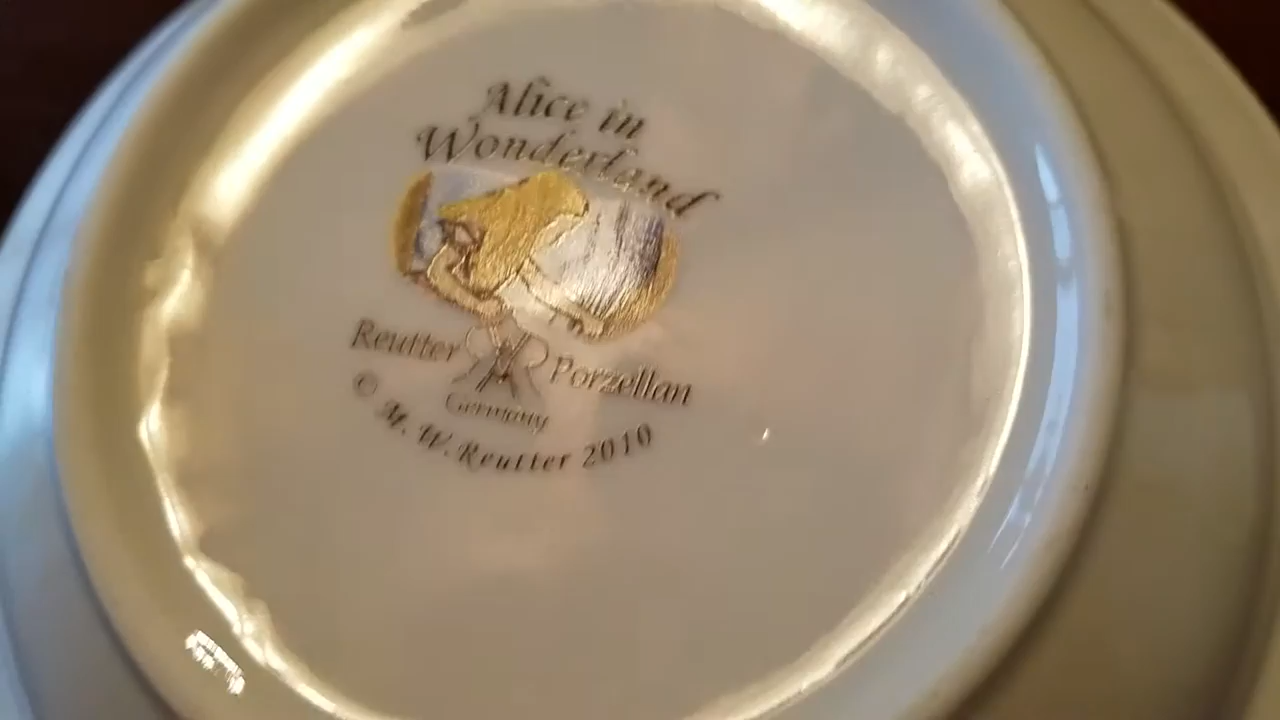 Alice in
Wonderland
Reutter Porzellan
Germany
© M. W. Reutter 2010